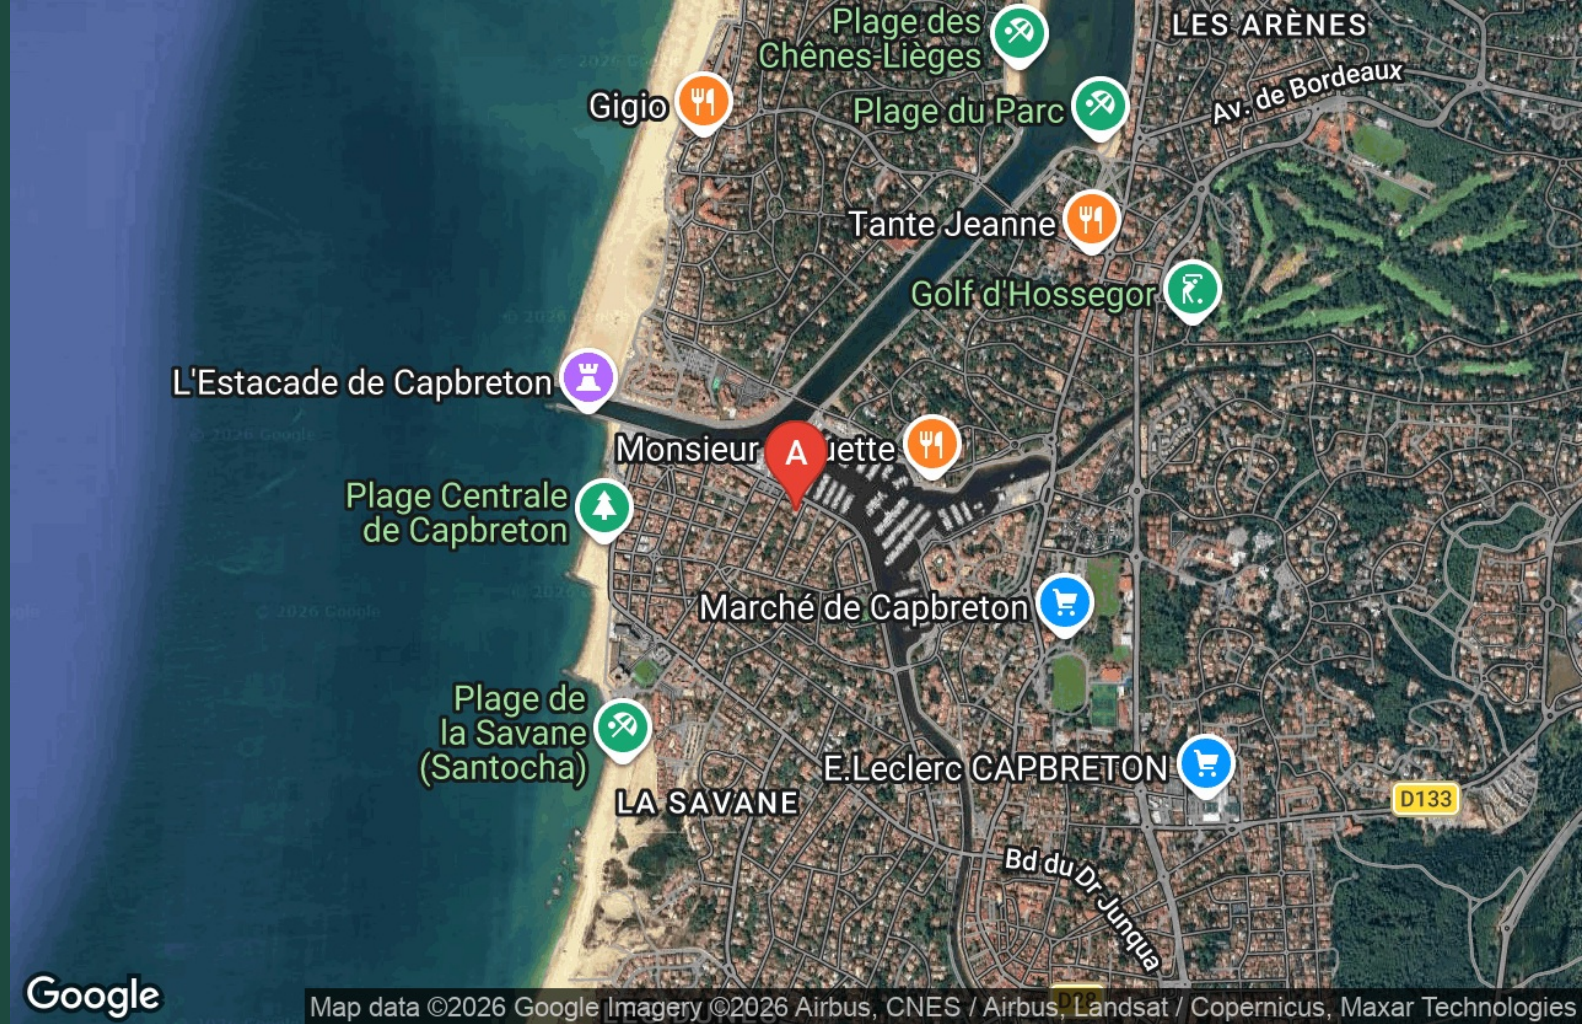 Plage des
Chênes-Lièges
LES ARÈNES
Gigio
Plage du Parc
Av. de Bordeaux
Tante Jeanne
Golf d'Hossegor
L'Estacade de Capbreton
Monsieur
A
uette
Plage Centrale
de Capbreton
Marché de Capbreton
Plage de
la Savane
(Santocha)
E.Leclerc CAPBRETON
LA SAVANE
D133
Bd du Dr Junqua
D28
Google
Map data ©2026 Google Imagery ©2026 Airbus, CNES / Airbus, Landsat / Copernicus, Maxar Technologies